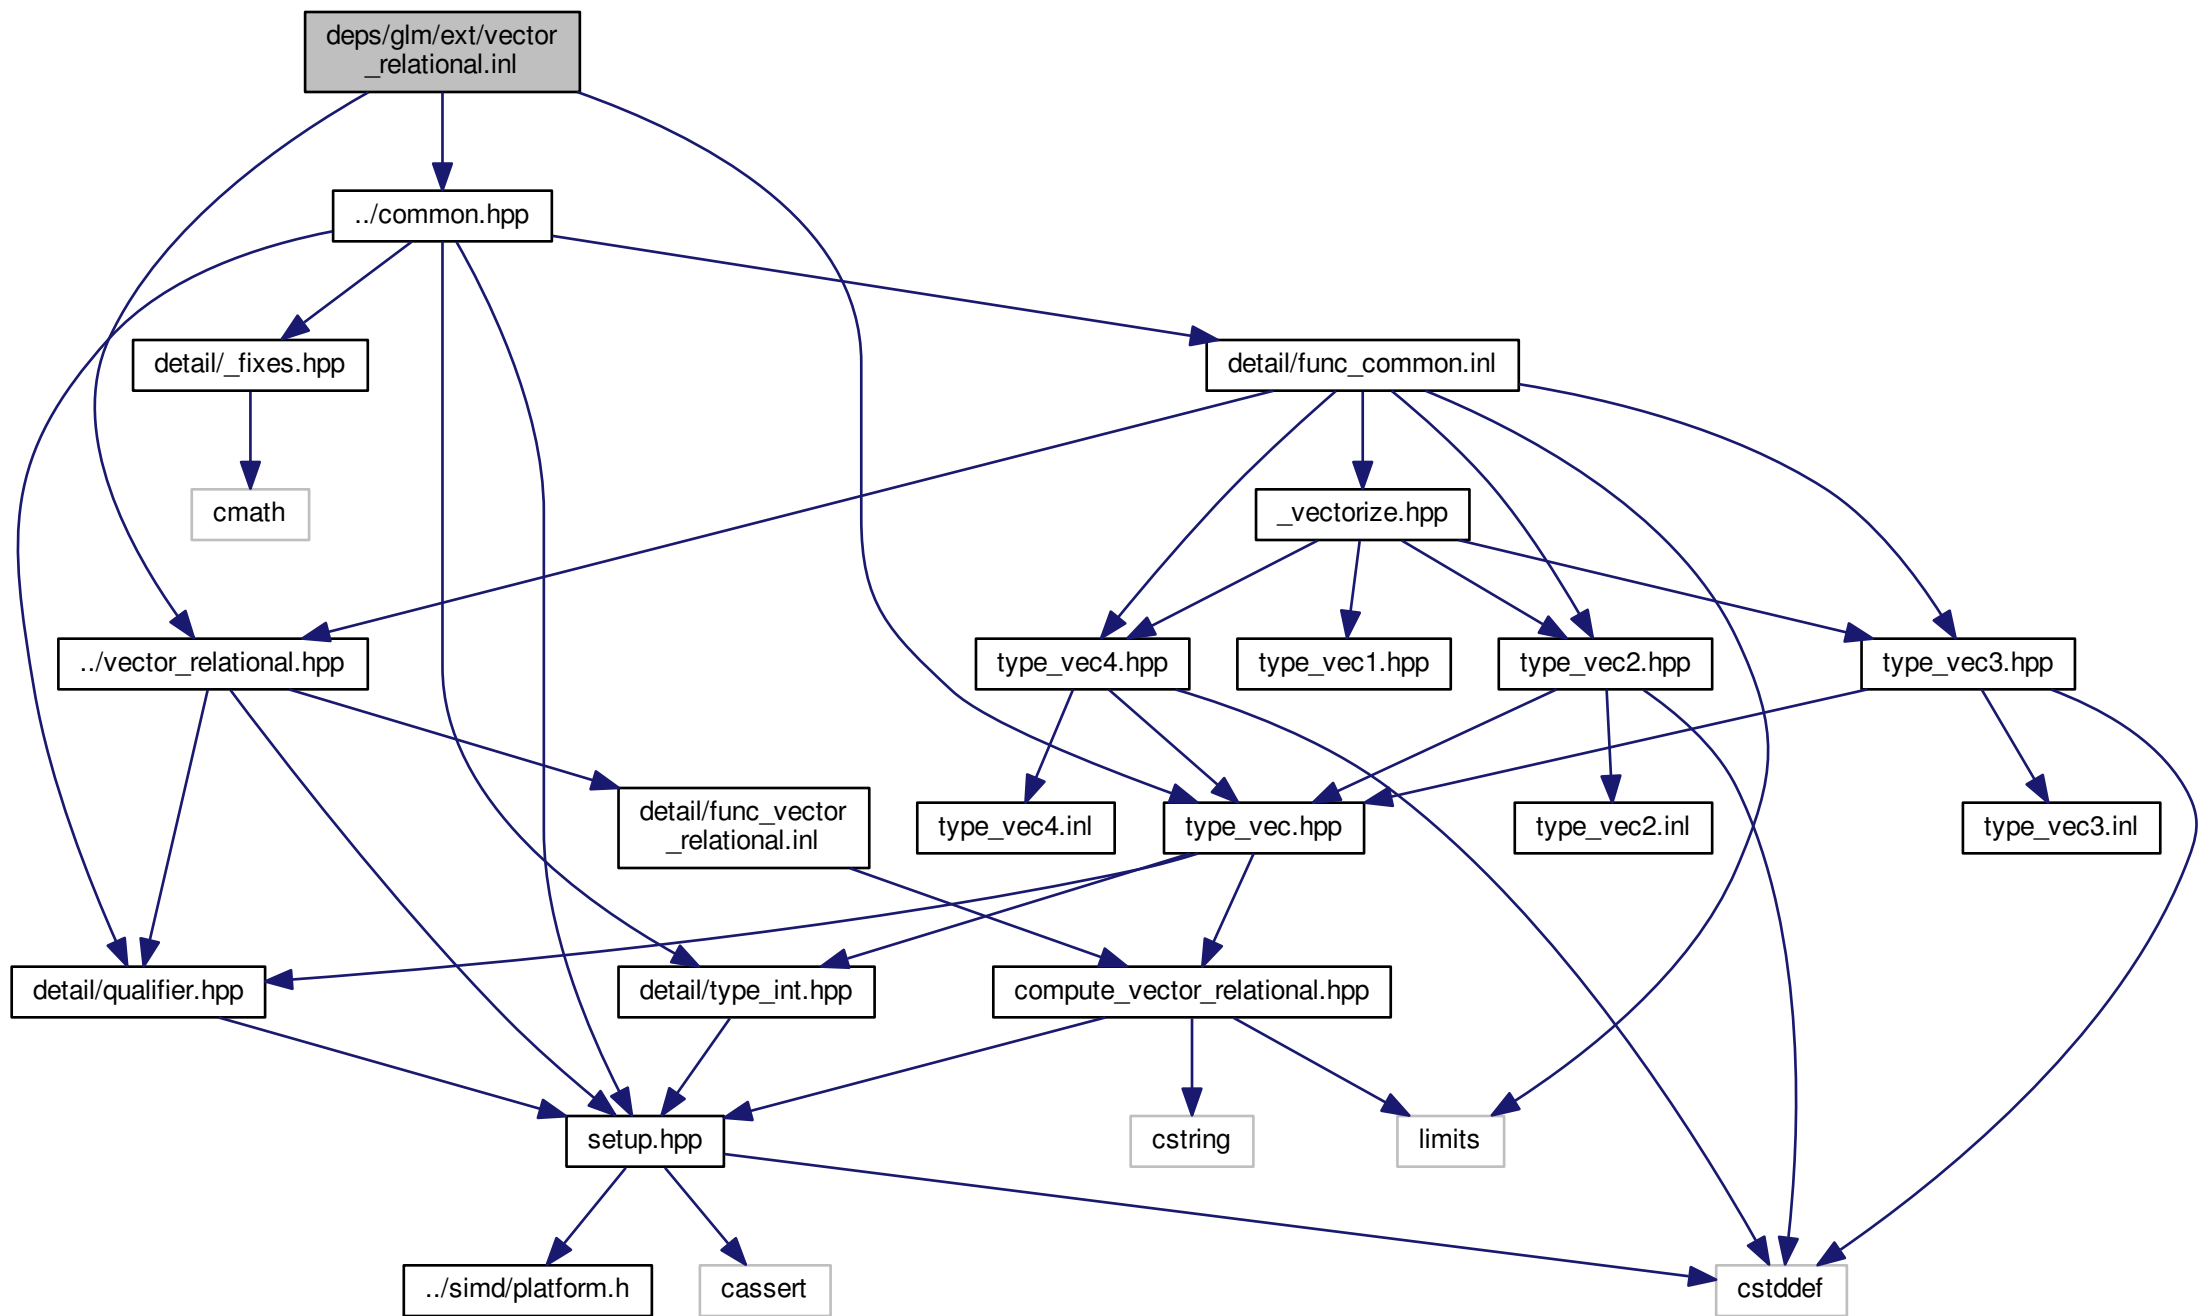 deps/glm/ext/vector
_relational.inl
../common.hpp
detail/_fixes.hpp
detail/func_common.inl
cmath
_vectorize.hpp
../vector_relational.hpp
type_vec4.hpp
type_vec1.hpp
type_vec2.hpp
type_vec3.hpp
detail/func_vector
_relational.inl
type_vec4.inl
type_vec.hpp
type_vec2.inl
type_vec3.inl
detail/qualifier.hpp
detail/type_int.hpp
compute_vector_relational.hpp
setup.hpp
cstring
limits
../simd/platform.h
cassert
cstddef